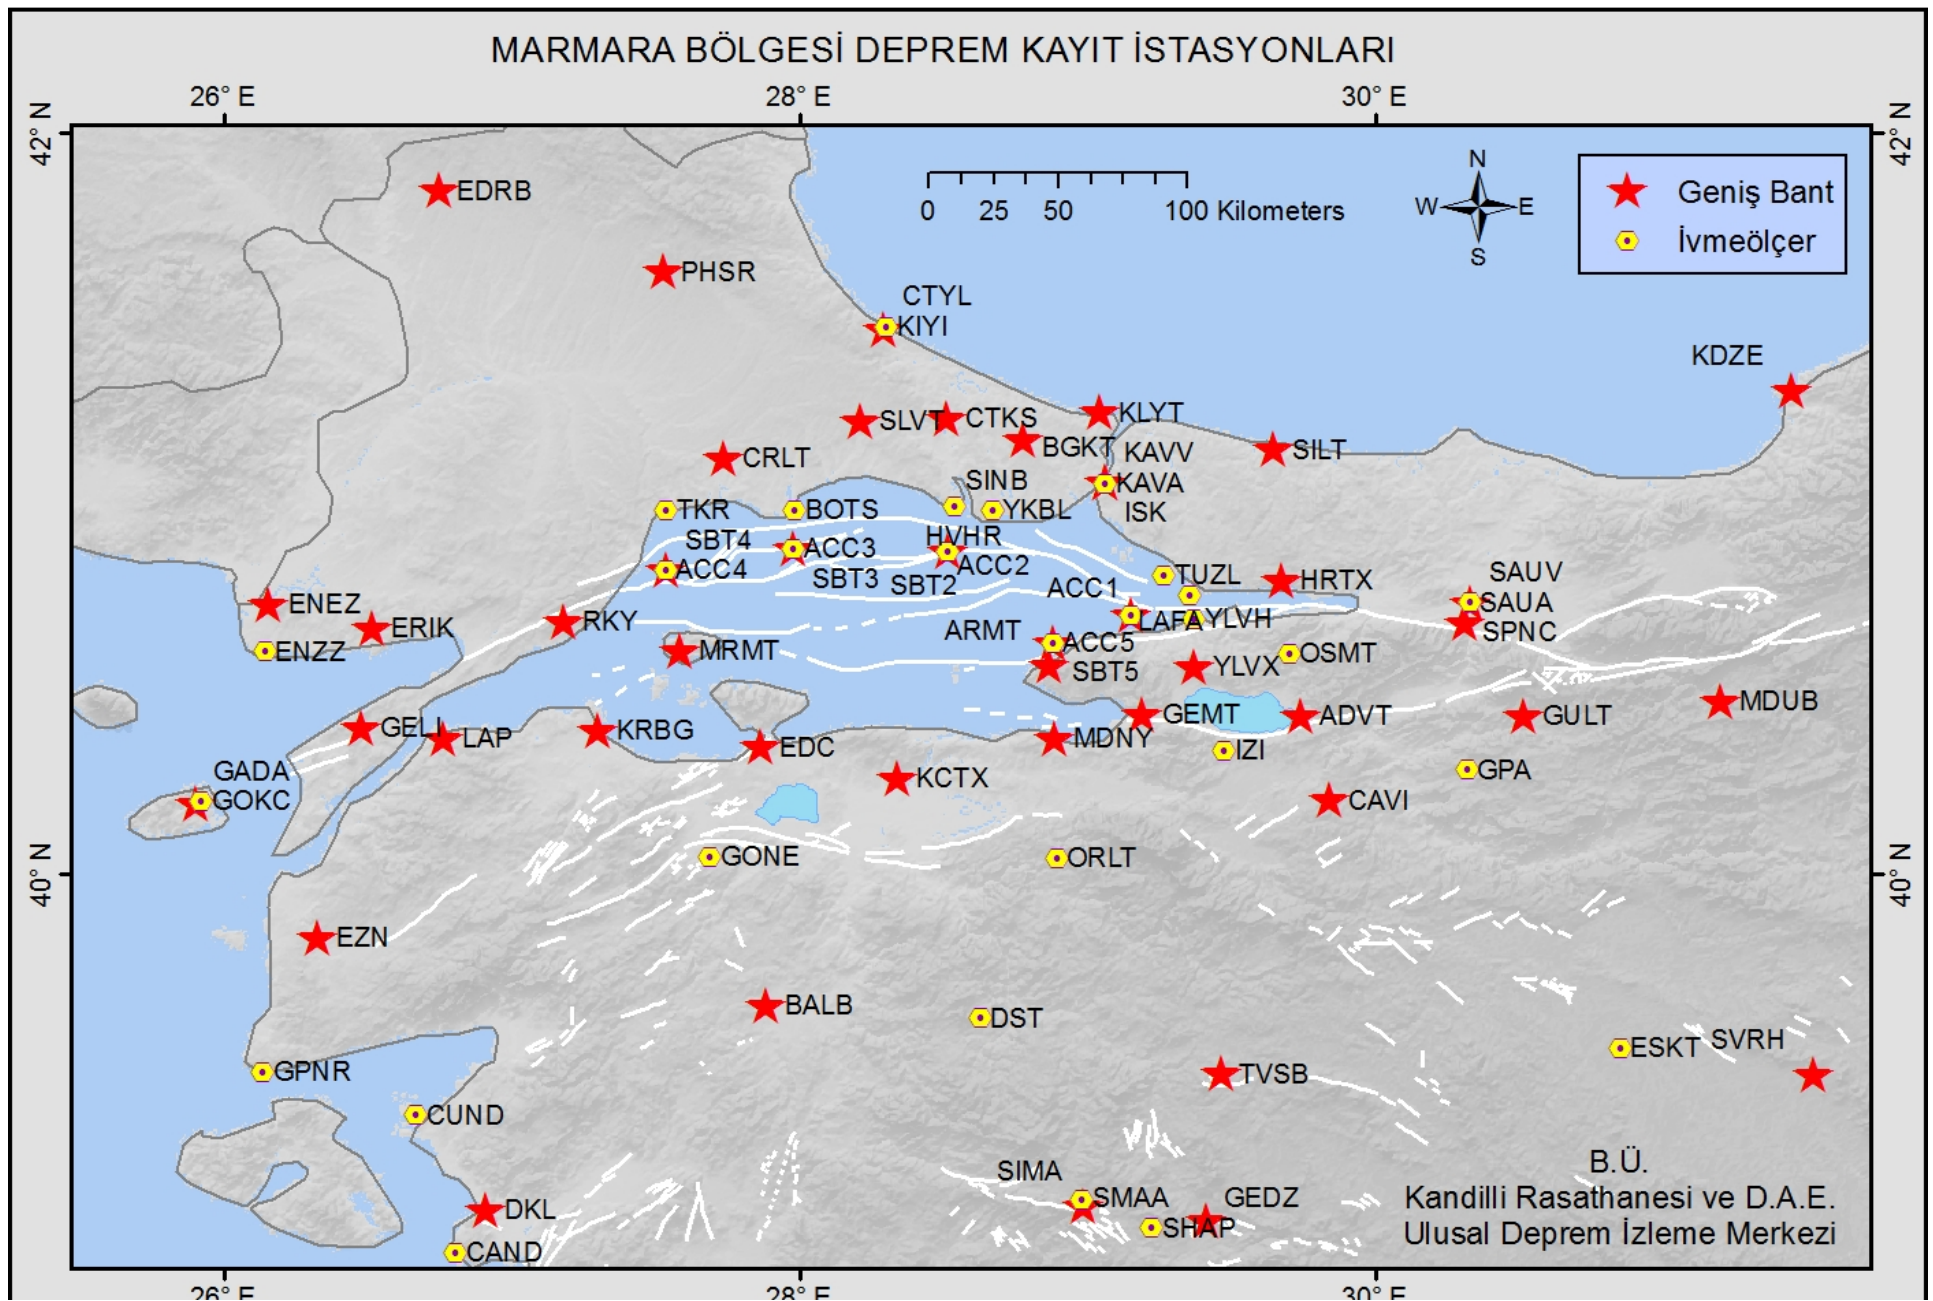 MARMARA BÖLGESİ DEPREM KAYIT İSTASYONLARI
26° E 28° E 30° E
42° N 42° N
EDRB
0 25 50 100 Kilometers
N
W E
S
Geniş Bant
İvmeölçer
PHSR
CTYL
KIYI
KDZE
SLVT CTKS KLYT
BGKT KAVV SILT
CRLT
SINB KAVA
TKR BOTS YKBL ISK
SBT4 HVHR
ACC3
ACC4 SBT3 SBT2 ACC2
ACC1 TUZL HRTX SAUV
ENEZ SAUA
ERIK RKY ARMT LAFA YLVH SPNC
ENZZ MRMT ACC5 OSMT
SBT5 YLVX
MDUB
GELI LAP KRBG EDC MDNY GEMT ADVT GULT
IZI
GADA KCTX GPA
GOKC CAVI
GONE ORLT
40° N 40° N
EZN
BALB DST
ESKT SVRH
GPNR TVSB
CUND
SIMA B.Ü.
DKL SMAA GEDZ Kandilli Rasathanesi ve D.A.E.
SHAP Ulusal Deprem İzleme Merkezi
CAND
26° E 28° E 30° E